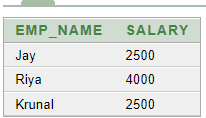 EMP_NAME SALARY
Jay 2500
Riya 4000
Krunal 2500